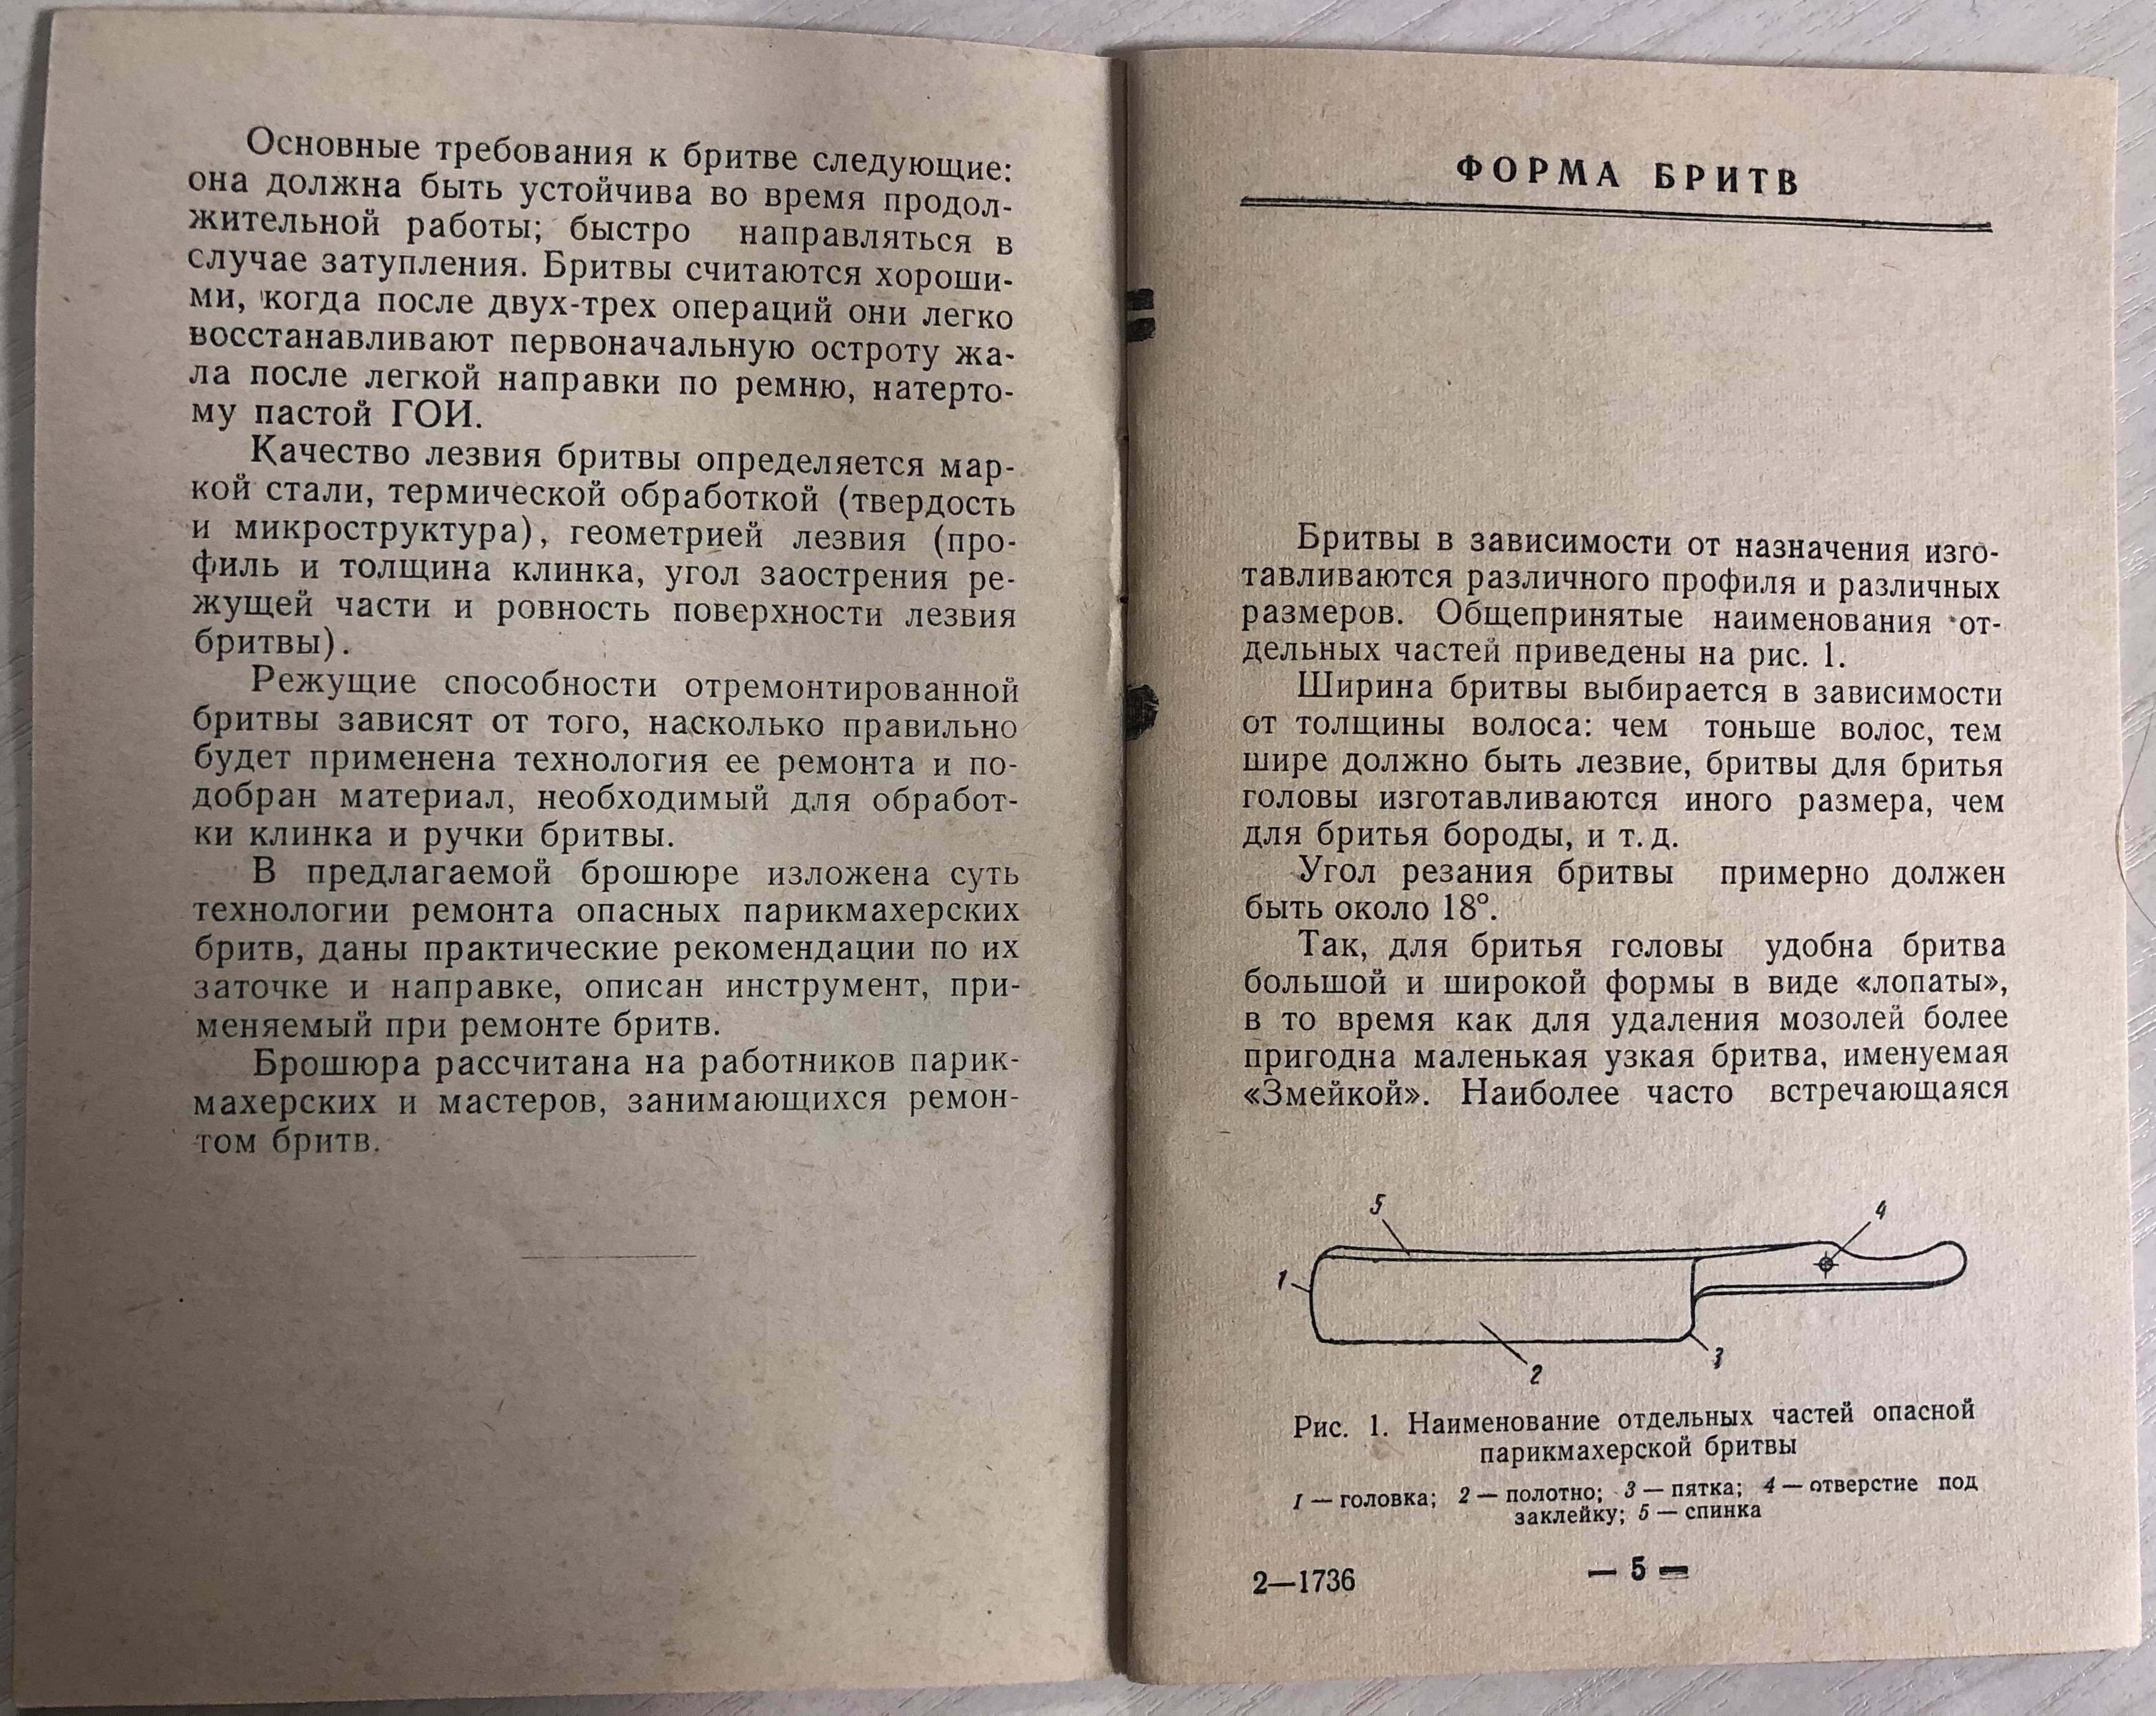 Основные требования к бритве следующие:
она должна быть устойчива во время продол-
жительной работы; быстро направляться в
случае затупления. Бритвы считаются хороши-
ми, когда после двух-трех операций они легко
восстанавливают первоначальную остроту жа-
ла после легкой направки по ремню, натерто-
му пастой ГОИ.
Качество лезвия бритвы определяется мар-
кой стали, термической обработкой (твердость
и микроструктура), геометрией лезвия (про-
филь и толщина клинка, угол заострения ре-
жущей части и ровность поверхности лезвия
бритвы).
Режущие способности отремонтированной
бритвы зависят от того, насколько правильно
будет применена технология ее ремонта и по-
добран материал, необходимый для обработ-
ки клинка и ручки бритвы.
В предлагаемой брошюре изложена суть
технологии ремонта опасных парикмахерских
бритв, даны практические рекомендации по их
заточке и направке, описан инструмент, при-
меняемый при ремонте бритв.
Брошюра рассчитана на работников парик-
махерских и мастеров, занимающихся ремон-
том бритв.
ФОРМА БРИТВ
Бритвы в зависимости от назначения изго-
тавливаются различного профиля и различных
размеров. Общепринятые наименования от-
дельных частей приведены на рис. 1.
Ширина бритвы выбирается в зависимости
от толщины волоса: чем тоньше волос, тем
шире должно быть лезвие, бритвы для бритья
головы изготавливаются иного размера, чем
для бритья бороды, и т. д.
Угол резания бритвы примерно должен
быть около 18°.
Так, для бритья головы удобна бритва
большой и широкой формы в виде «лопаты»,
в то время как для удаления мозолей более
пригодна маленькая узкая бритва, именуемая
«Змейкой». Наиболее часто встречающаяся
5
4
1
3
2
Рис. 1. Наименование отдельных частей опасной
парикмахерской бритвы
1 — головка; 2 — полотно; 3 — пятка; 4 — отверстие под
заклейку; 5 — спинка
2—1736
— 5 —